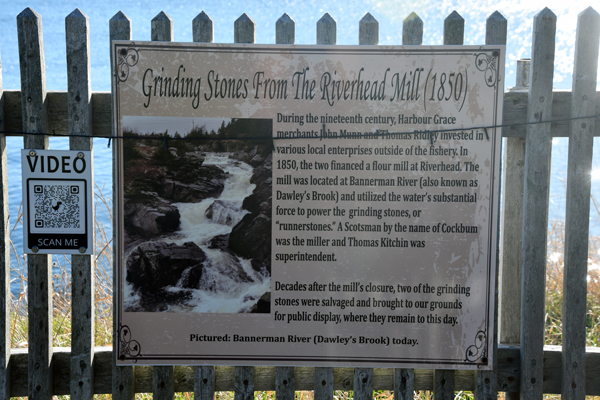 Grinding Stones From The Riverhead Mill (1850)
During the nineteenth century, Harbour Grace
merchants John Munn and Thomas Ridley invested in
various local enterprises outside of the fishery. In
1850, the two financed a flour mill at Riverhead. The
mill was located at Bannerman River (also known as
Dawley's Brook) and utilized the water's substantial
force to power the grinding stones, or
"runnerstones." A Scotsman by the name of Cockbum
was the miller and Thomas Kitchin was
superintendent.
Decades after the mill's closure, two of the grinding
stones were salvaged and brought to our grounds
for public display, where they remain to this day.
Pictured: Bannerman River (Dawley's Brook) today.
VIDEO
SCAN ME